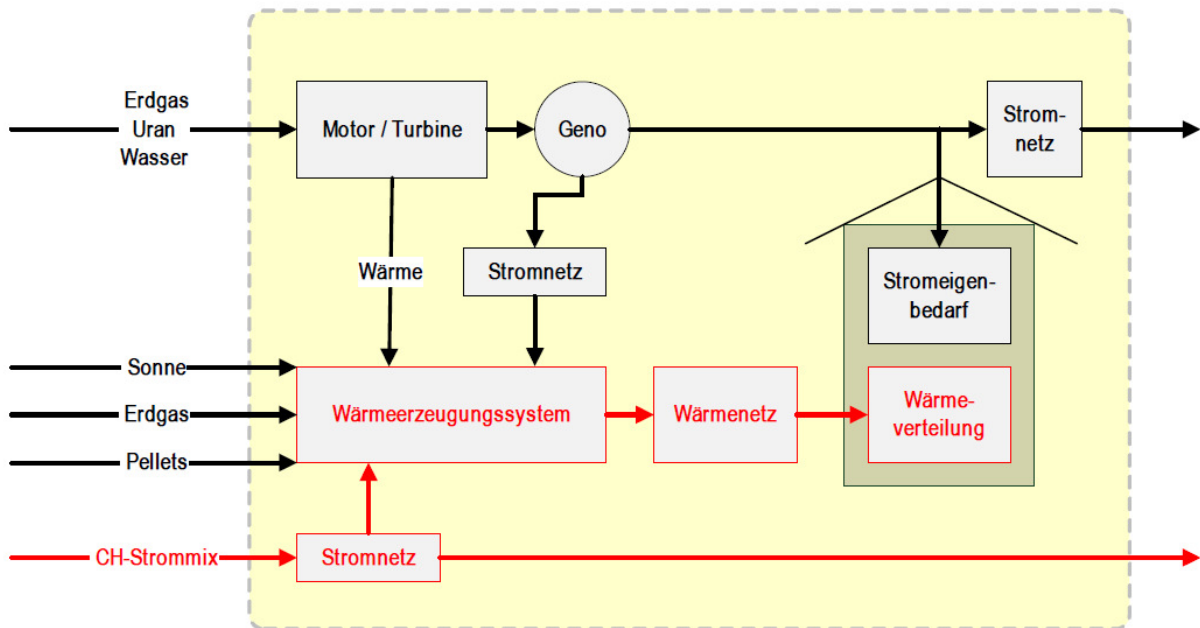 Erdgas
Uran
Wasser
Motor / Turbine
Geno
Strom-
netz
Wärme
Stromnetz
Stromeigen-
bedarf
Sonne
Erdgas
Pellets
Wärmeerzeugungssystem
Wärmenetz
Wärme-
verteilung
CH-Strommix
Stromnetz